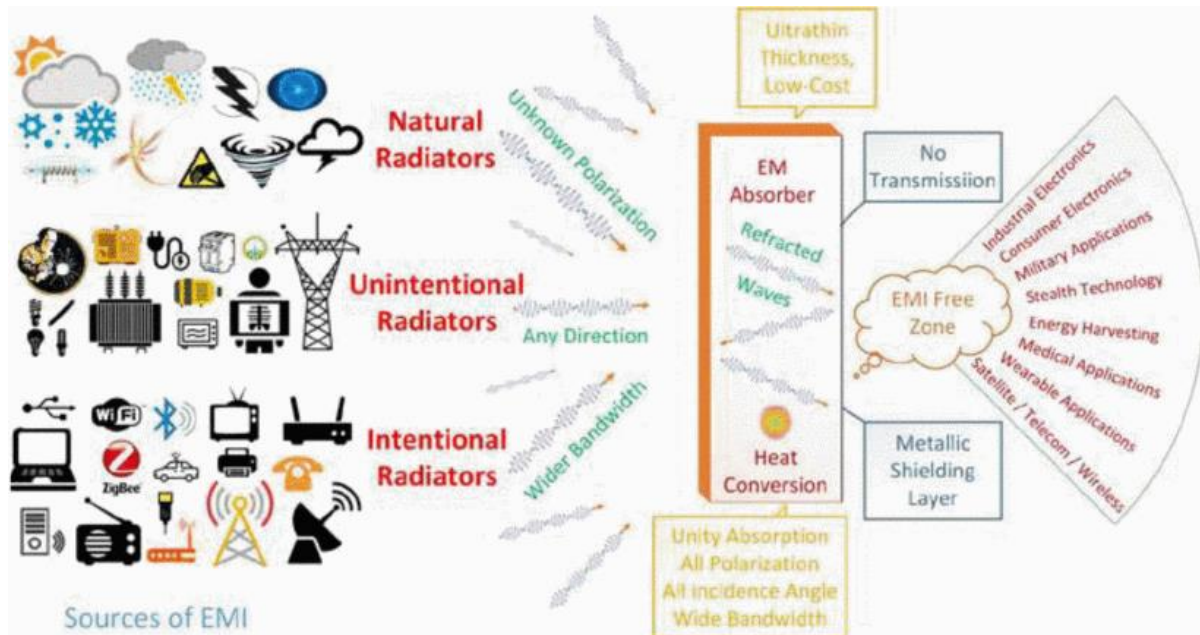 Natural
Radiators
Unintentional
Radiators
WiFi
Z
ZigBee
Intentional
Radiators
Sources of EMI
Unknown Polarization
Any Direction
Wider Bandwidth
Ultrathin
Thickness,
Low-Cost
EM
Absorber
Refracted
Waves
Heat
Conversion
Unity Absorption
All Polarization
All incidence Angle
Wide Bandwidth
No
Transmisssion
Metallic
Shielding
Layer
EMI Free
Zone
Industrial Electronics
Consumer Electronics
Military Applications
Stealth Technology
Energy Harvesting
Medical Applications
Wearable Applications
Satellite / Telecom / Wireless